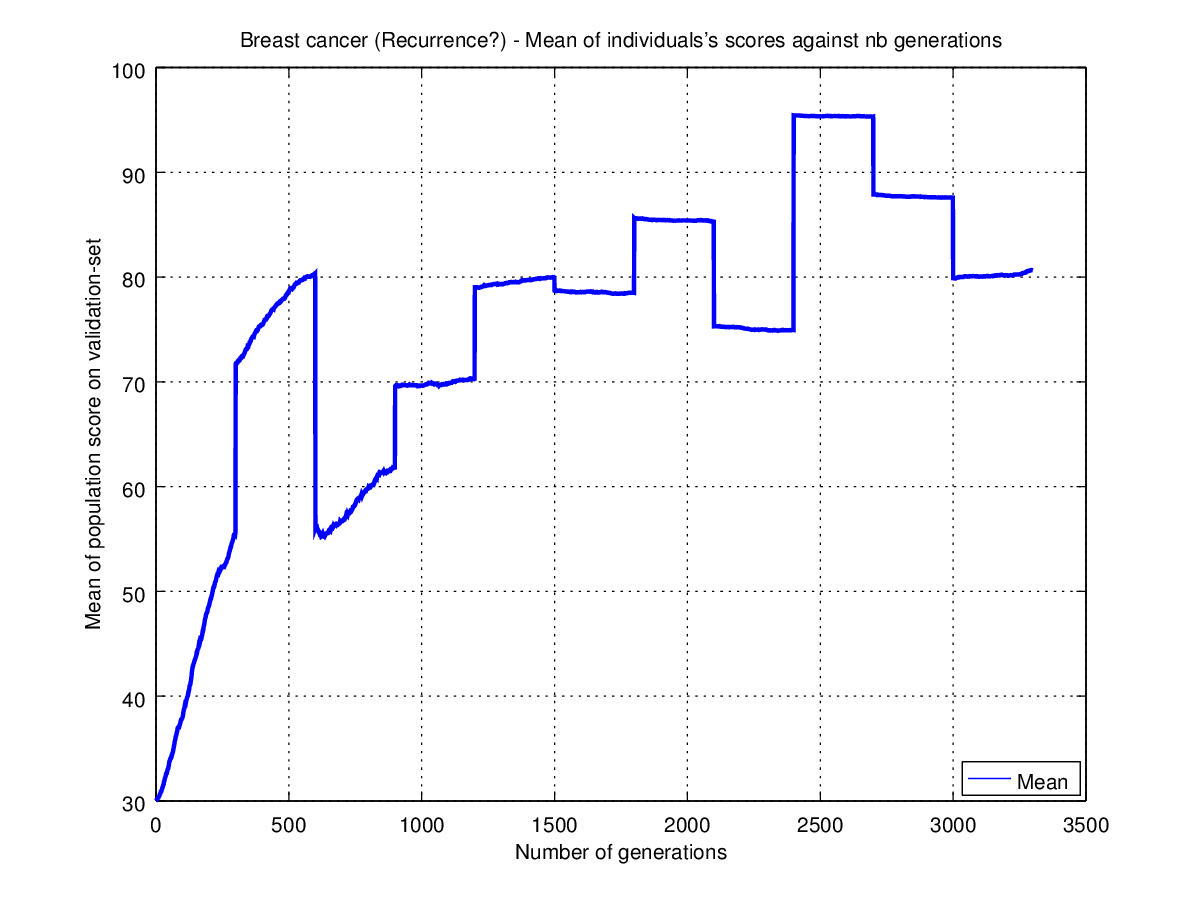 Breast cancer (Recurrence?) - Mean of individuals's scores against nb generations
100
90
80
70
60
50
40
30
Mean of population score on validation-set
0 500 1000 1500 2000 2500 3000 3500
Number of generations
Mean